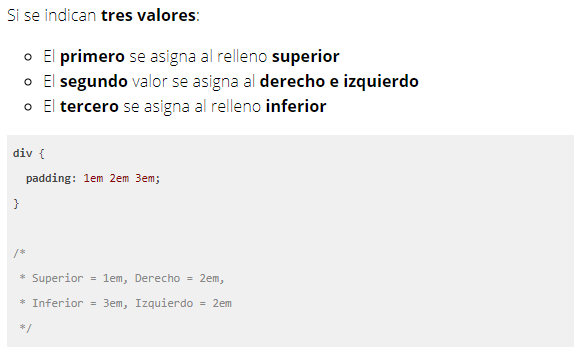 Si se indican tres valores:
El primero se asigna al relleno superior
El segundo valor se asigna al derecho e izquierdo
El tercero se asigna al relleno inferior
div {
  padding: 1em 2em 3em;
}
/*
 * Superior = 1em, Derecho = 2em,
 * Inferior = 3em, Izquierdo = 2em
 */